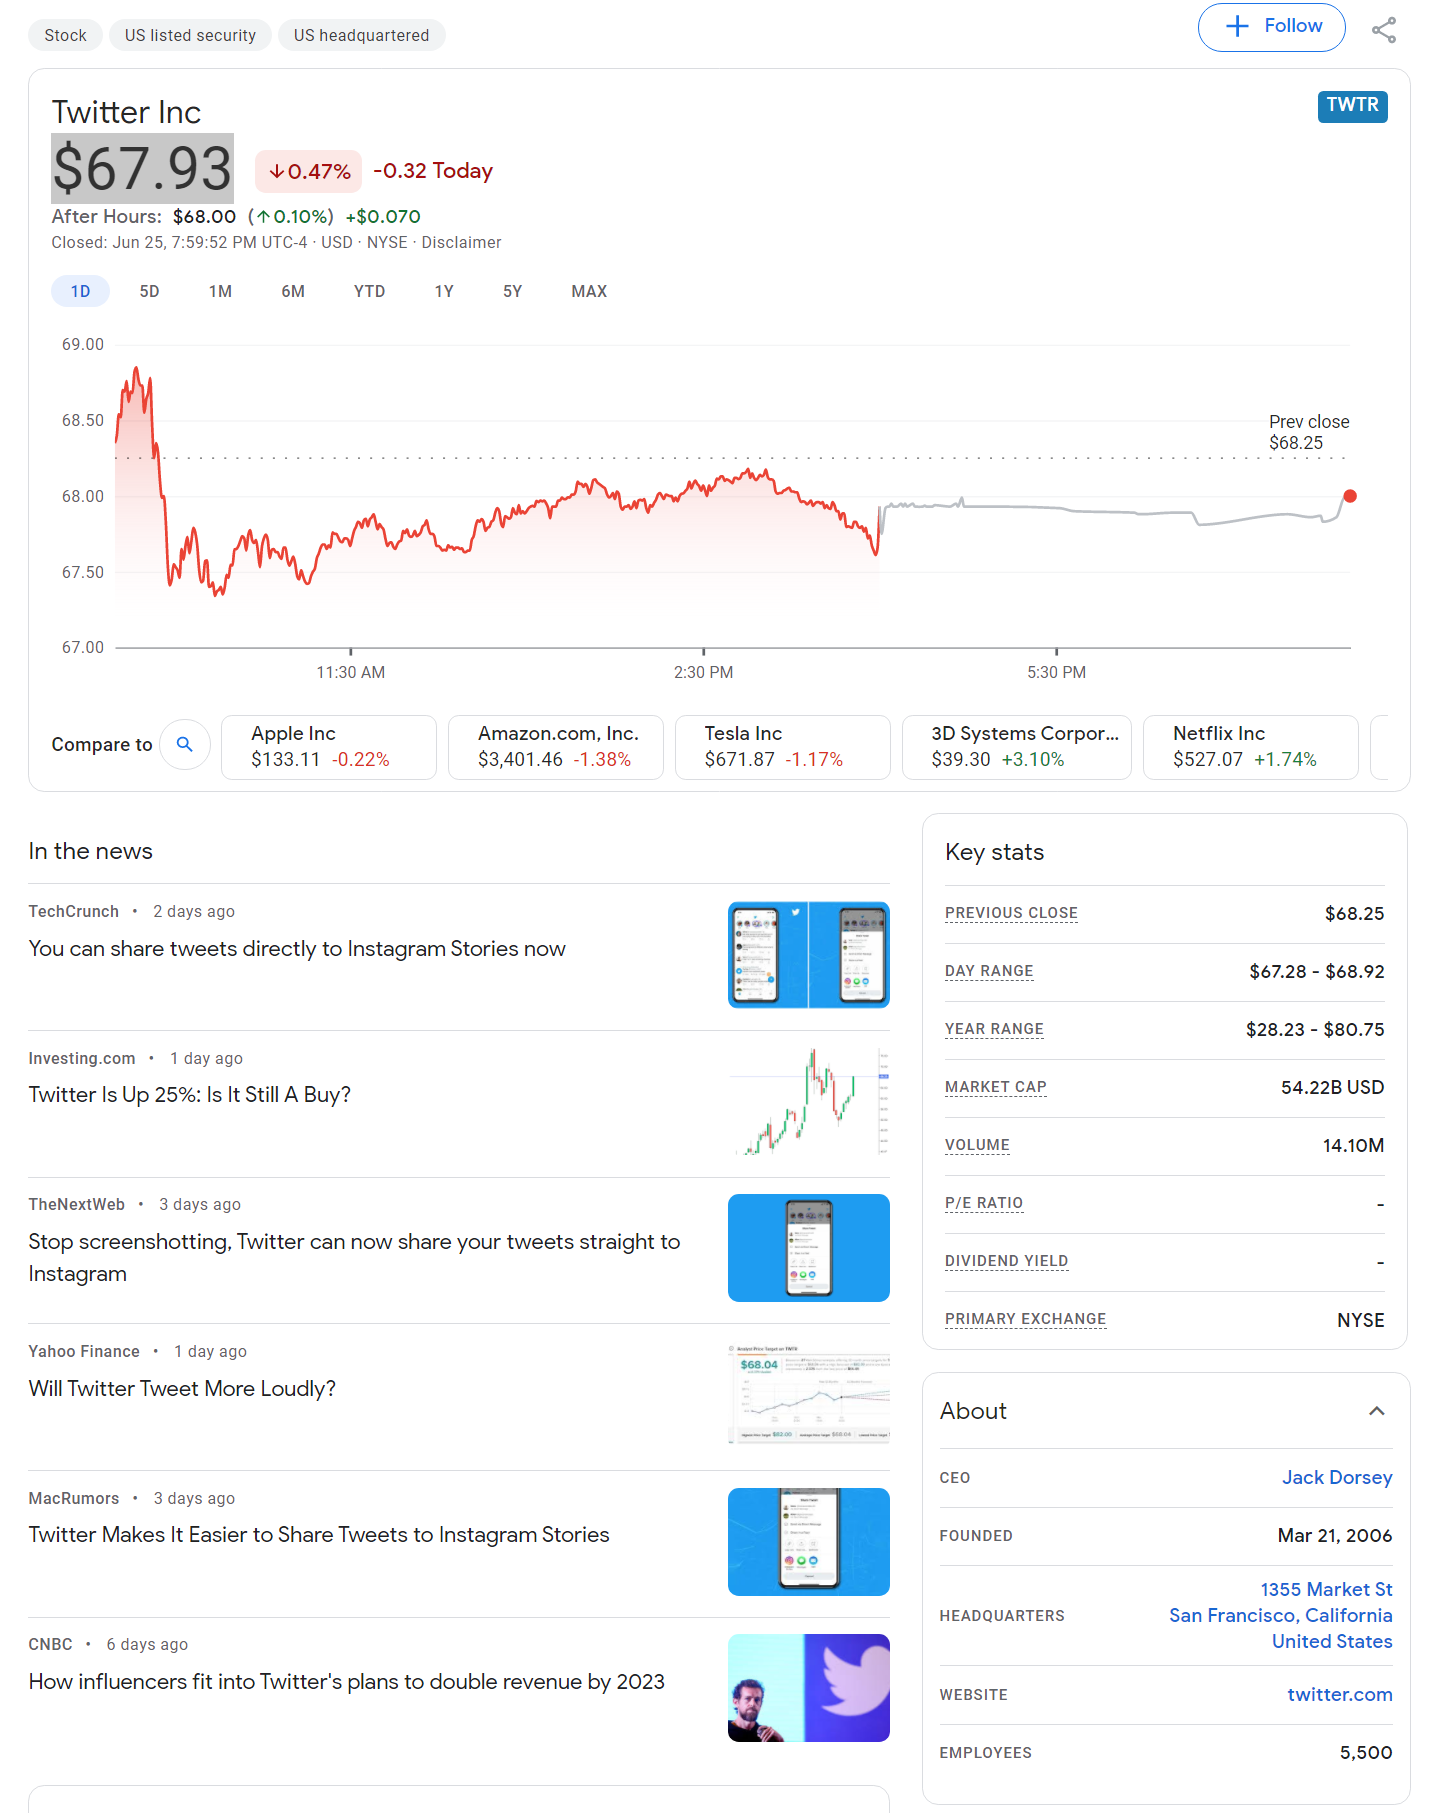 Stock
US listed security
US headquartered
Follow
Twitter Inc
TWTR
$67.93
0.47%
-0.32 Today
After Hours: $68.00 (↑0.10%) +$0.070
Closed: Jun 25, 7:59:52 PM UTC-4 · USD · NYSE · Disclaimer
1D 5D 1M 6M YTD 1Y 5Y MAX
69.00
68.50
68.00
67.50
67.00
Prev close
$68.25
11:30 AM
2:30 PM
5:30 PM
Compare to
Apple Inc
$133.11 -0.22%
Amazon.com, Inc.
$3,401.46 -1.38%
Tesla Inc
$671.87 -1.17%
3D Systems Corpor...
$39.30 +3.10%
Netflix Inc
$527.07 +1.74%
In the news
TechCrunch • 2 days ago
You can share tweets directly to Instagram Stories now
Investing.com • 1 day ago
Twitter Is Up 25%: Is It Still A Buy?
TheNextWeb • 3 days ago
Stop screenshotting, Twitter can now share your tweets straight to
Instagram
Yahoo Finance • 1 day ago
Will Twitter Tweet More Loudly?
$68.04
MacRumors • 3 days ago
Twitter Makes It Easier to Share Tweets to Instagram Stories
CNBC • 6 days ago
How influencers fit into Twitter's plans to double revenue by 2023
Key stats
PREVIOUS CLOSE $68.25
DAY RANGE $67.28 - $68.92
YEAR RANGE $28.23 - $80.75
MARKET CAP 54.22B USD
VOLUME 14.10M
P/E RATIO -
DIVIDEND YIELD -
PRIMARY EXCHANGE NYSE
About
CEO Jack Dorsey
FOUNDED Mar 21, 2006
HEADQUARTERS
1355 Market St
San Francisco, California
United States
WEBSITE twitter.com
EMPLOYEES 5,500